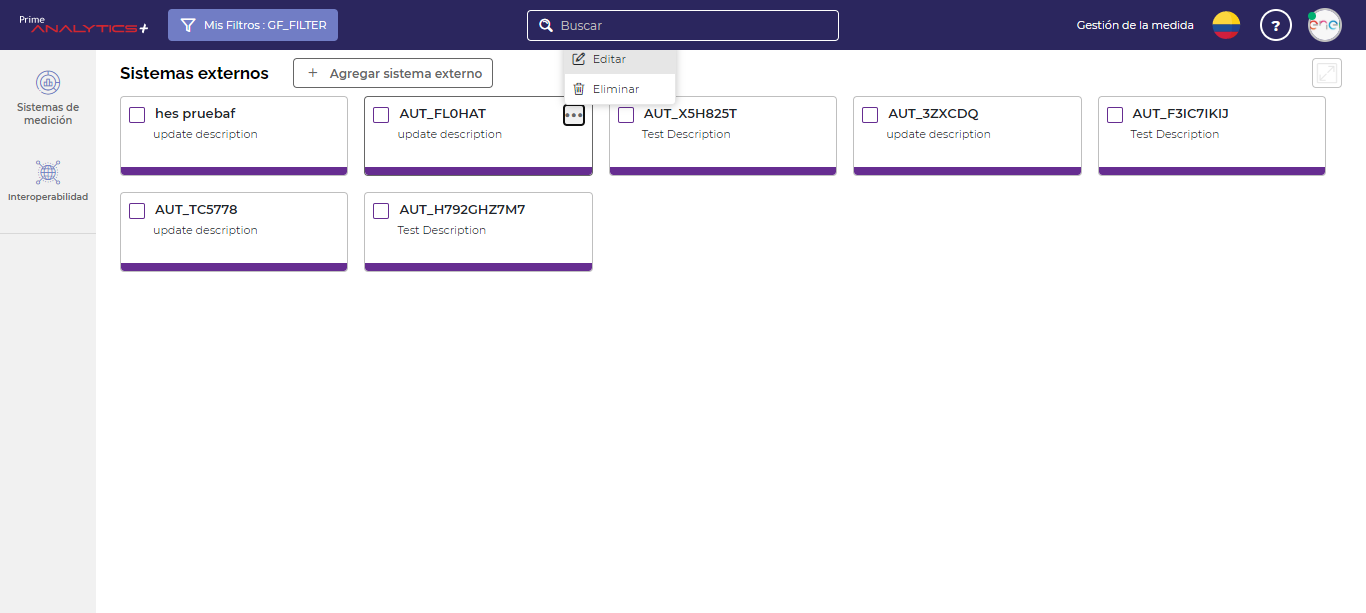 Prime
ANALYTICS+
Mis Filtros : GF_FILTER
Buscar
Gestión de la medida
?
ene
Sistemas de
medición
Interoperabilidad
Sistemas externos
+ Agregar sistema externo
Editar
Eliminar
hes pruebaf
update description
AUT_FL0HAT
update description
AUT_X5H825T
Test Description
AUT_3ZXCDQ
update description
AUT_F3IC7IKIJ
Test Description
AUT_TC5778
update description
AUT_H792GHZ7M7
Test Description